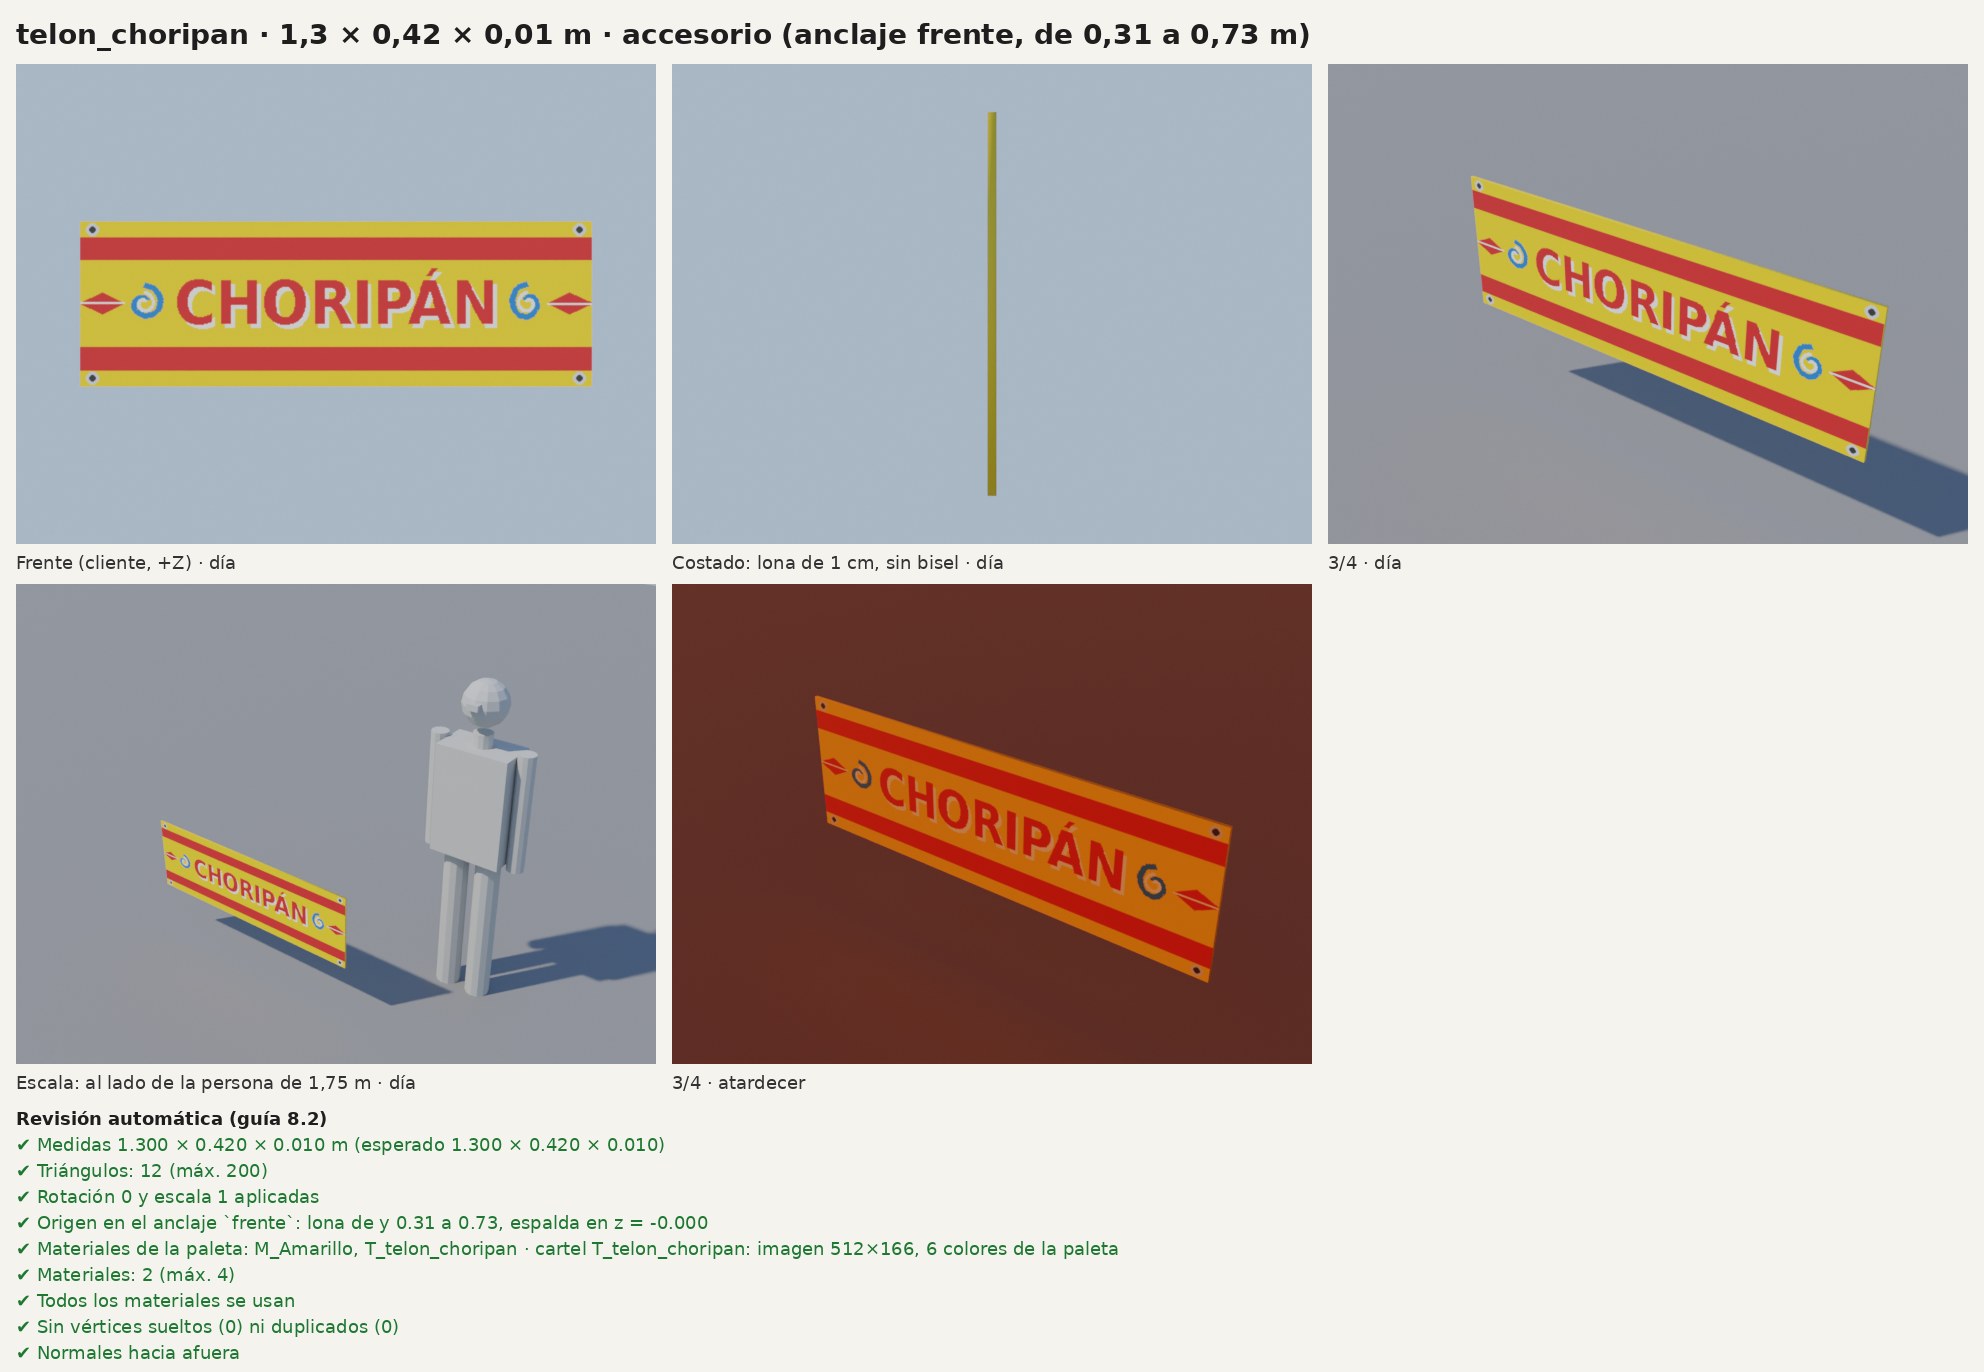 telon_choripan · 1,3 × 0,42 × 0,01 m · accesorio (anclaje frente, de 0,31 a 0,73 m)
CHORIPÁN
CHORIPÁN
Frente (cliente, +Z) · día
Costado: lona de 1 cm, sin bisel · día
3/4 · día
CHORIPÁN
CHORIPÁN
Escala: al lado de la persona de 1,75 m · día
3/4 · atardecer
Revisión automática (guía 8.2)
✔ Medidas 1.300 × 0.420 × 0.010 m (esperado 1.300 × 0.420 × 0.010)
✔ Triángulos: 12 (máx. 200)
✔ Rotación 0 y escala 1 aplicadas
✔ Origen en el anclaje `frente`: lona de y 0.31 a 0.73, espalda en z = -0.000
✔ Materiales de la paleta: M_Amarillo, T_telon_choripan · cartel T_telon_choripan: imagen 512×166, 6 colores de la paleta
✔ Materiales: 2 (máx. 4)
✔ Todos los materiales se usan
✔ Sin vértices sueltos (0) ni duplicados (0)
✔ Normales hacia afuera